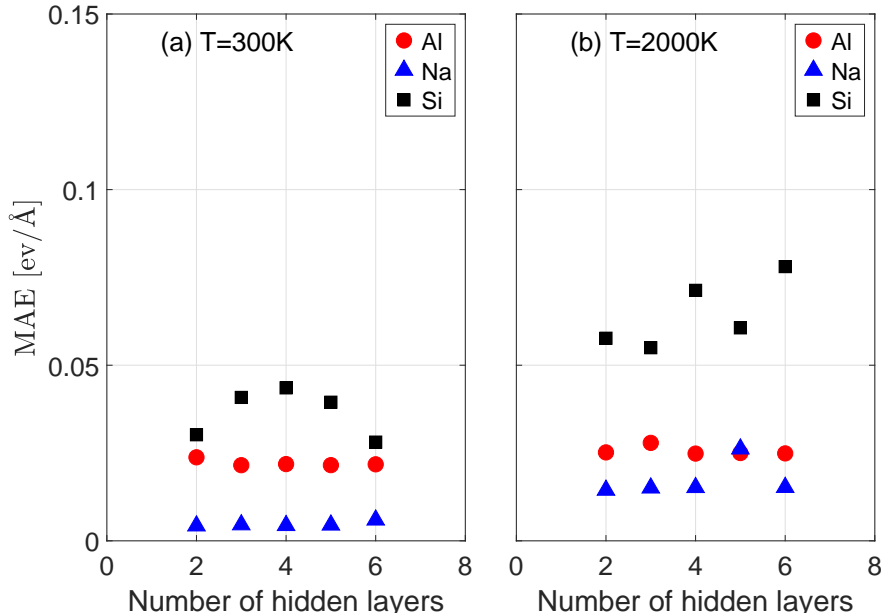 (a) T=300K
Al
Na
Si
0.15
0.1
0.05
0
MAE [ev/Å]
0 2 4 6 8
Number of hidden layers
(b) T=2000K
Al
Na
Si
0 2 4 6 8
Number of hidden layers